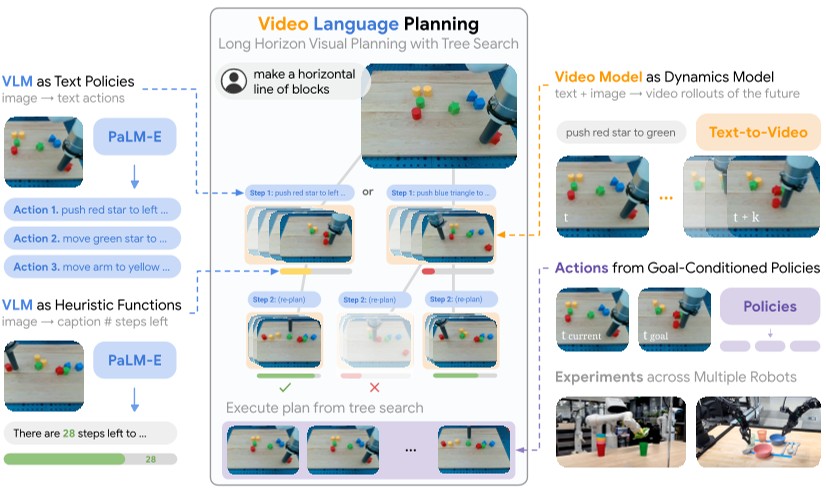 Video Language Planning
Long Horizon Visual Planning with Tree Search
make a horizontal
line of blocks
VLM as Text Policies
image → text actions
PaLM-E
Action 1. push red star to left ...
Action 2. move green star to ...
Action 3. move arm to yellow ...
VLM as Heuristic Functions
image → caption # steps left
PaLM-E
There are 28 steps left to ...
28
Step 1: push red star to left ...
or
Step 1: push blue triangle to ...
Step 2: (re-plan)
Step 2: (re-plan)
Step 2: (re-plan)
Execute plan from tree search
...
Video Model as Dynamics Model
text + image → video rollouts of the future
push red star to green
Text-to-Video
t
...
t + k
Actions from Goal-Conditioned Policies
t current
t goal
Policies
Experiments across Multiple Robots